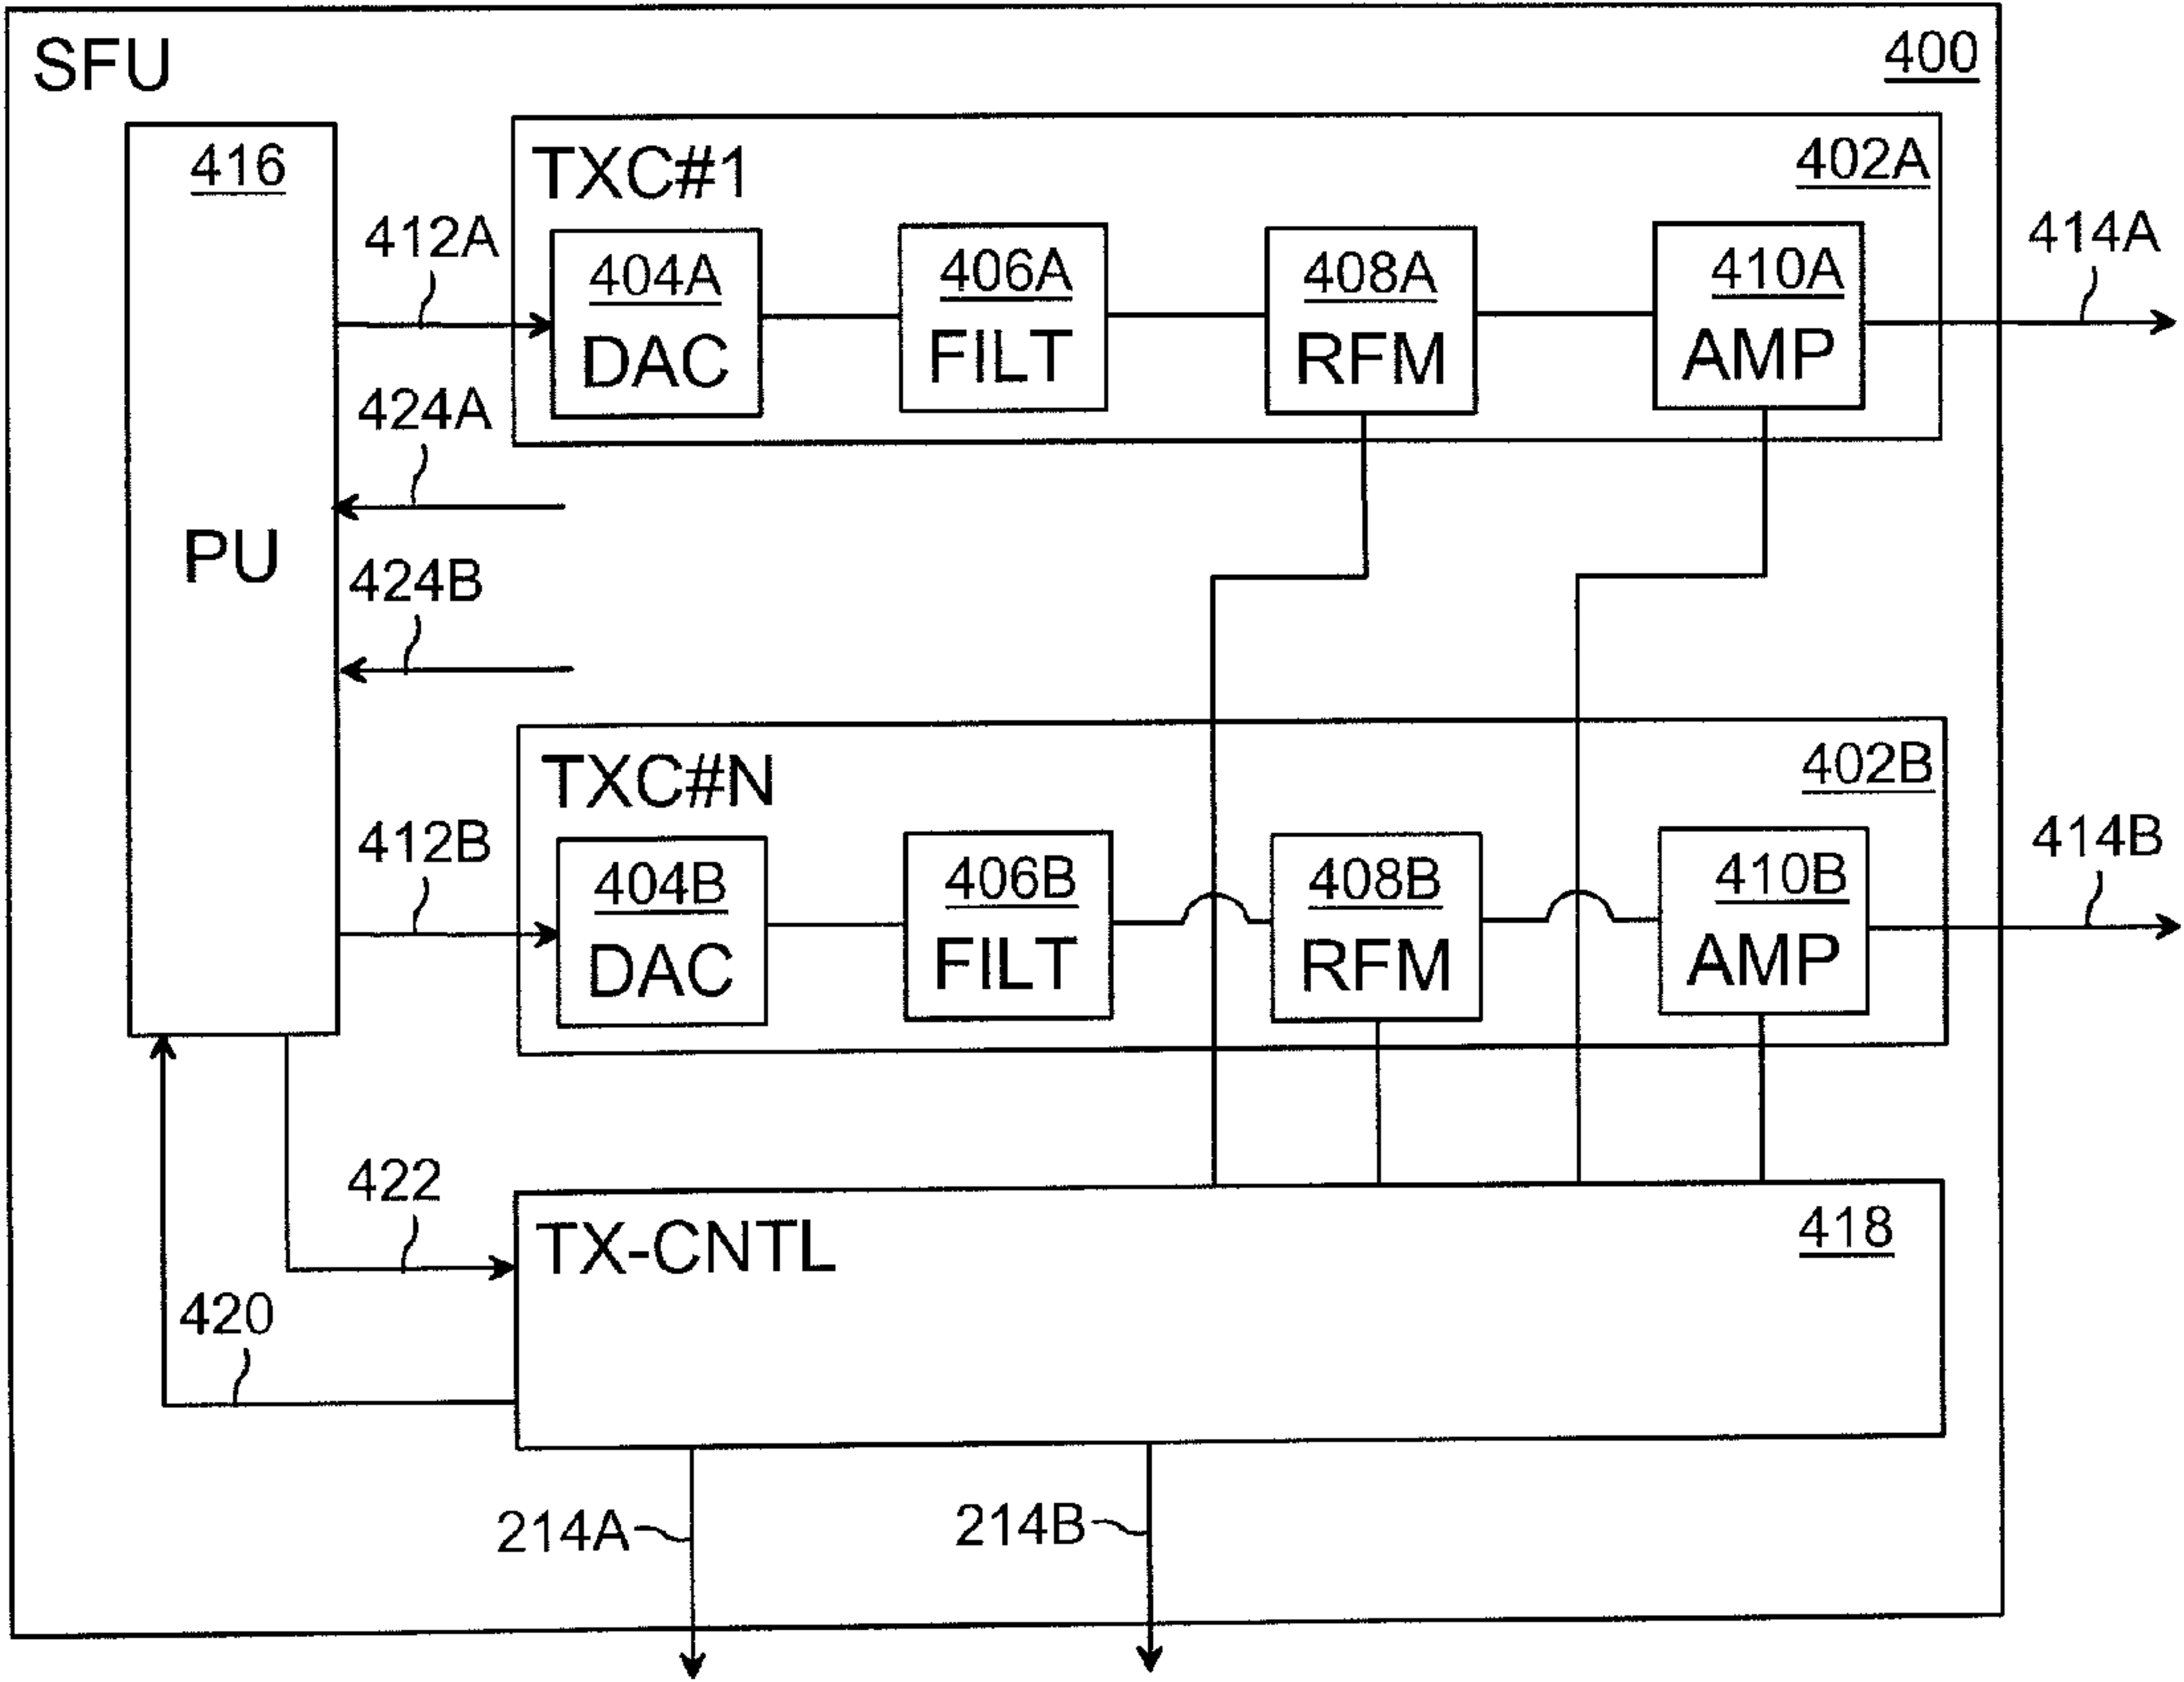 SFU
400
416
PU
TXC#1
402A
412A
404A
DAC
406A
FILT
408A
RFM
410A
AMP
414A
424A
424B
TXC#N
402B
412B
404B
DAC
406B
FILT
408B
RFM
410B
AMP
414B
422
TX-CNTL
418
420
214A
214B